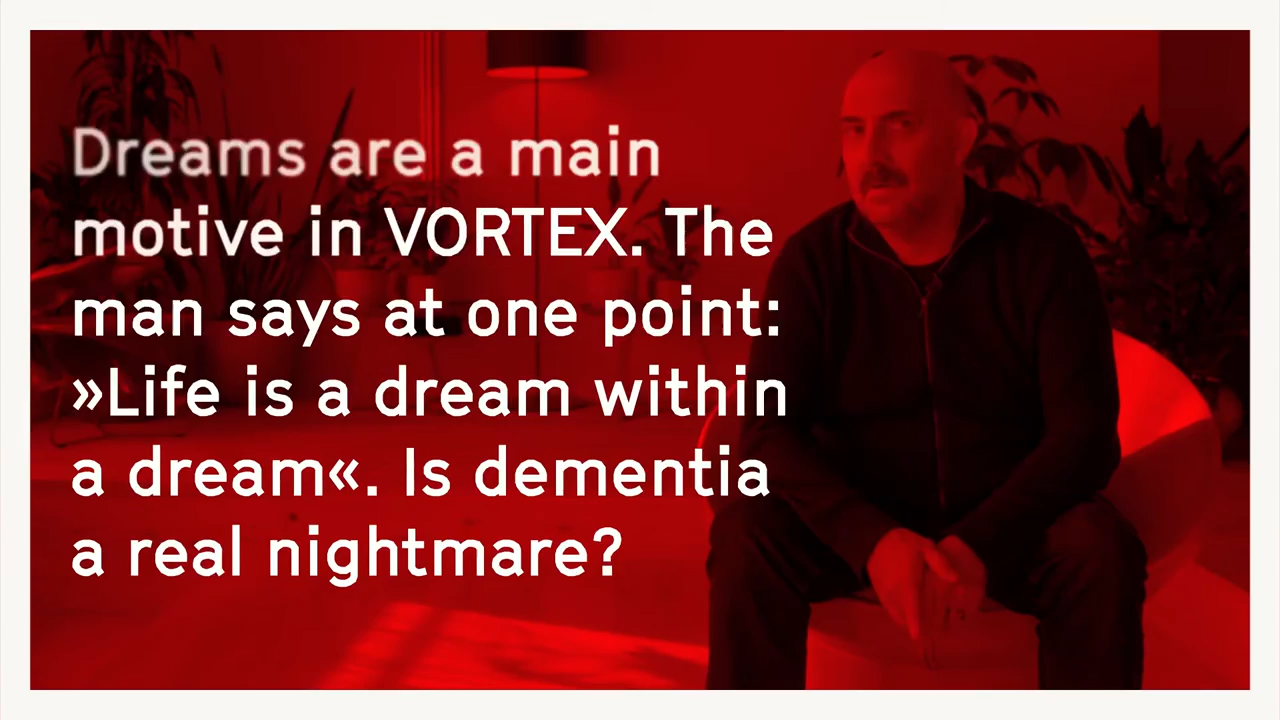 Dreams are a main
motive in VORTEX. The
man says at one point:
»Life is a dream within
a dream«. Is dementia
a real nightmare?